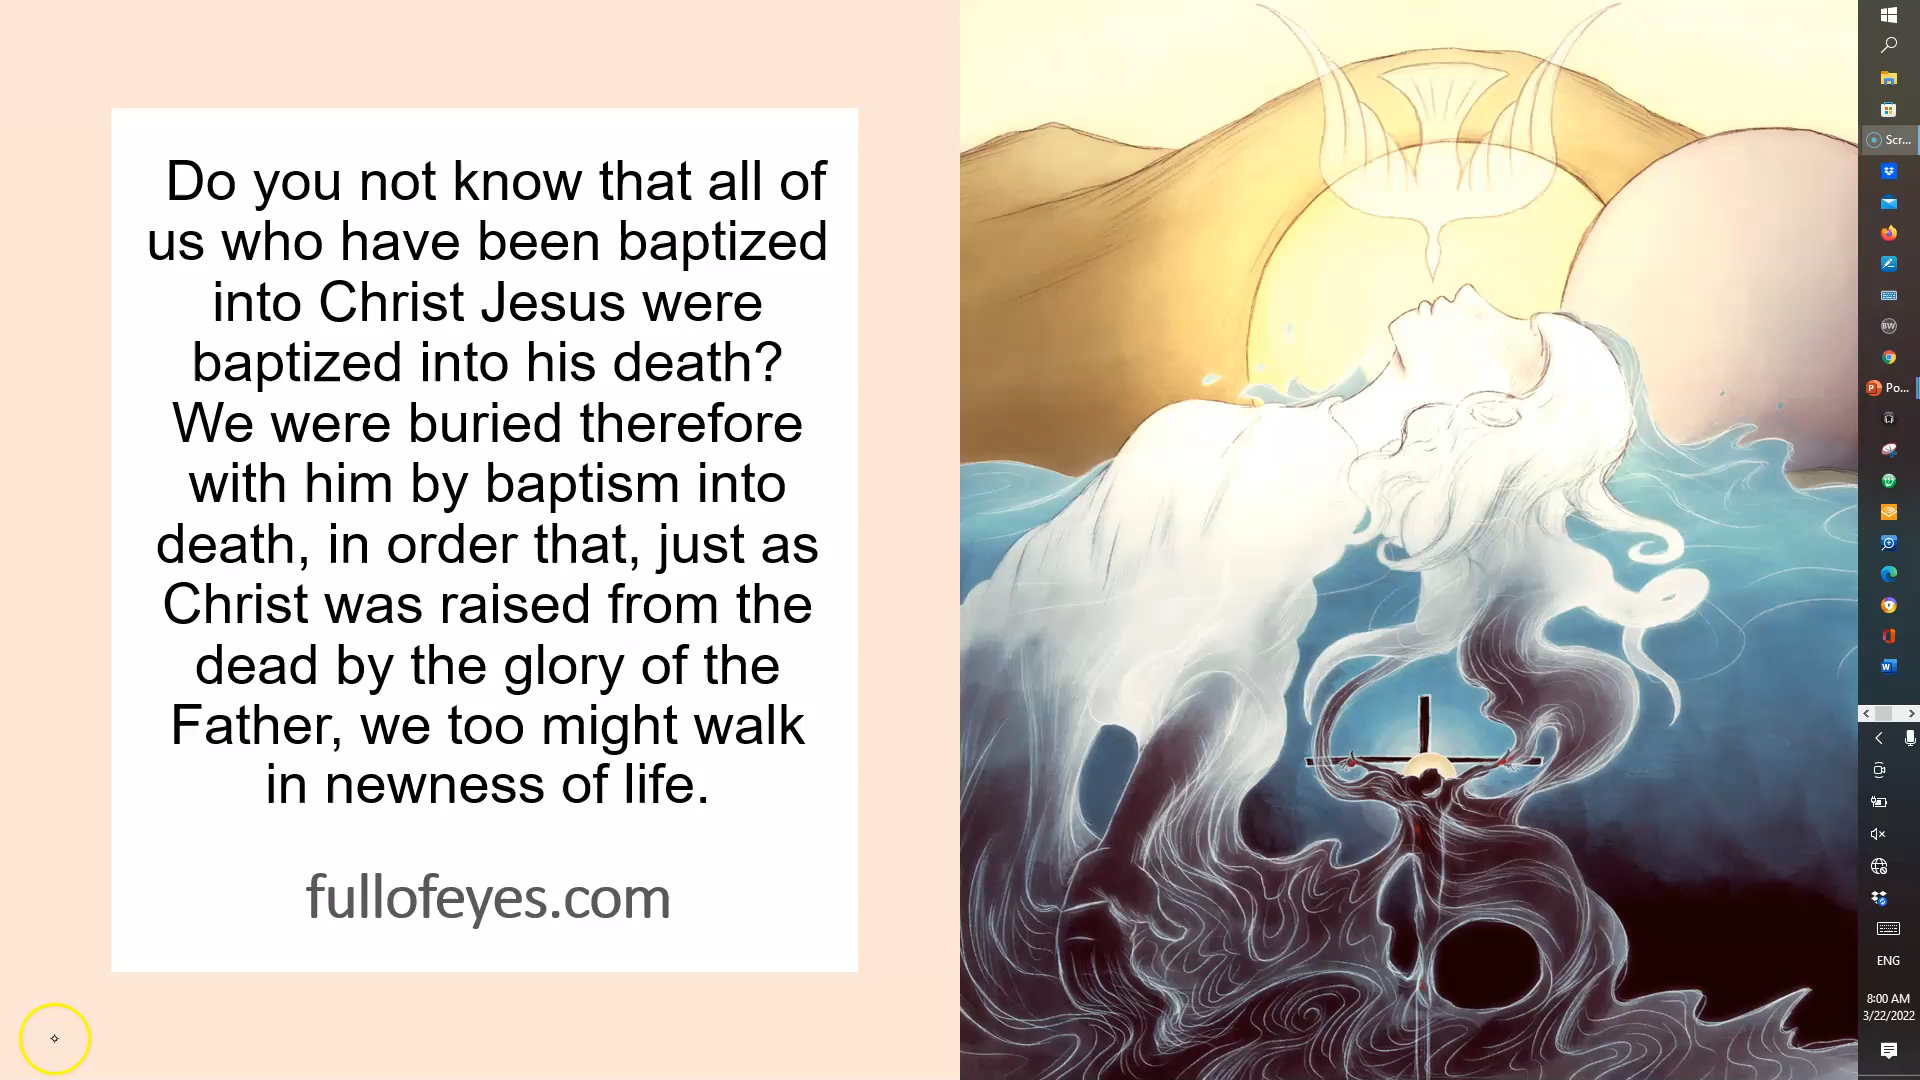 Do you not know that all of
us who have been baptized
into Christ Jesus were
baptized into his death?
We were buried therefore
with him by baptism into
death, in order that, just as
Christ was raised from the
dead by the glory of the
Father, we too might walk
in newness of life.
fullofeyes.com
Scr...
BW
Po...
ENG
8:00 AM
3/22/2022